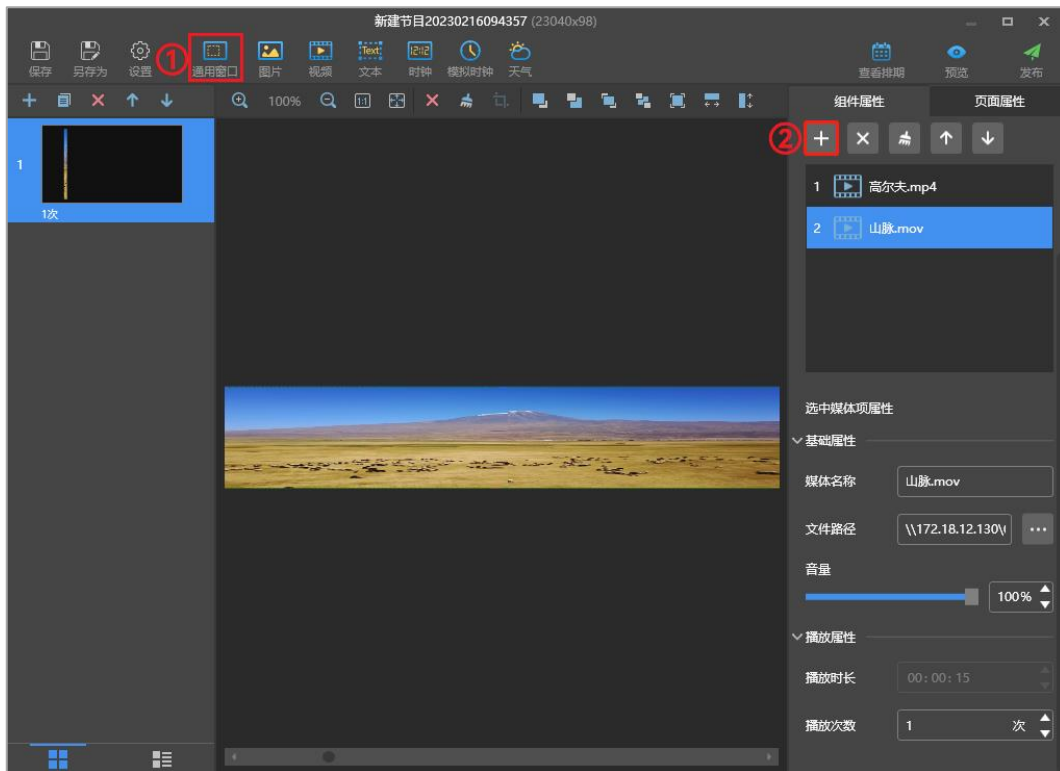 新建节目20230216094357 (23040x98)
保存 另存为 设置 ① 通用窗口 图片 视频 Text 文本 12:12 时钟 模拟时钟 天气 查看排期 预览 发布
100% 1:1 组件属性 页面属性
②
1
1次
1 高尔夫.mp4
2 山脉.mov
选中媒体项属性
基础属性
媒体名称 山脉.mov
文件路径 \\172.18.12.130\ ...
音量
100%
播放属性
播放时长 00:00:15
播放次数 1 次